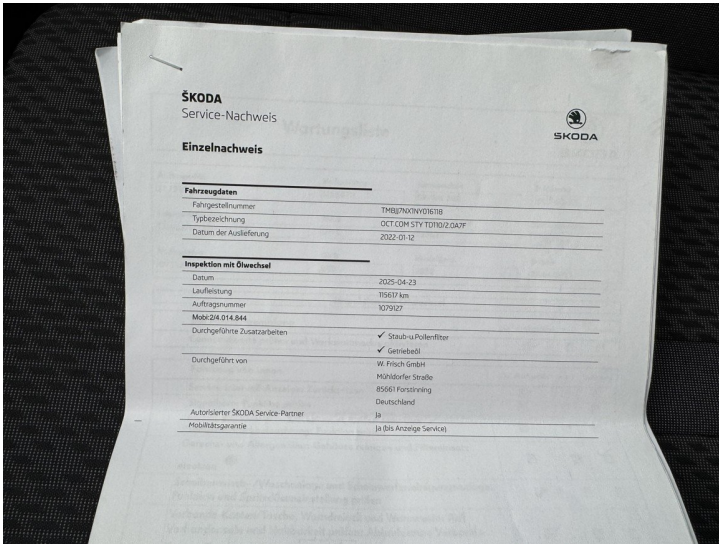 ŠKODA
Service-Nachweis
ŠKODA
Einzelnachweis
Fahrzeugdaten
Fahrgestellnummer TMBJJ7NX1NY016118
Typbezeichnung OCT.COM STY TD110/2.0A7F
Datum der Auslieferung 2022-01-12
Inspektion mit Ölwechsel
Datum 2025-04-23
Laufleistung 115617 km
Auftragsnummer 1079127
Mobi:2/4.014.844
Durchgeführte Zusatzarbeiten ✓ Staub-u.Pollenfilter
✓ Getriebeöl
Durchgeführt von W. Frisch GmbH
Mühldorfer Straße
85661 Forstinning
Deutschland
Autorisierter ŠKODA Service-Partner Ja
Mobilitätsgarantie Ja (bis Anzeige Service)
Wartungsliste